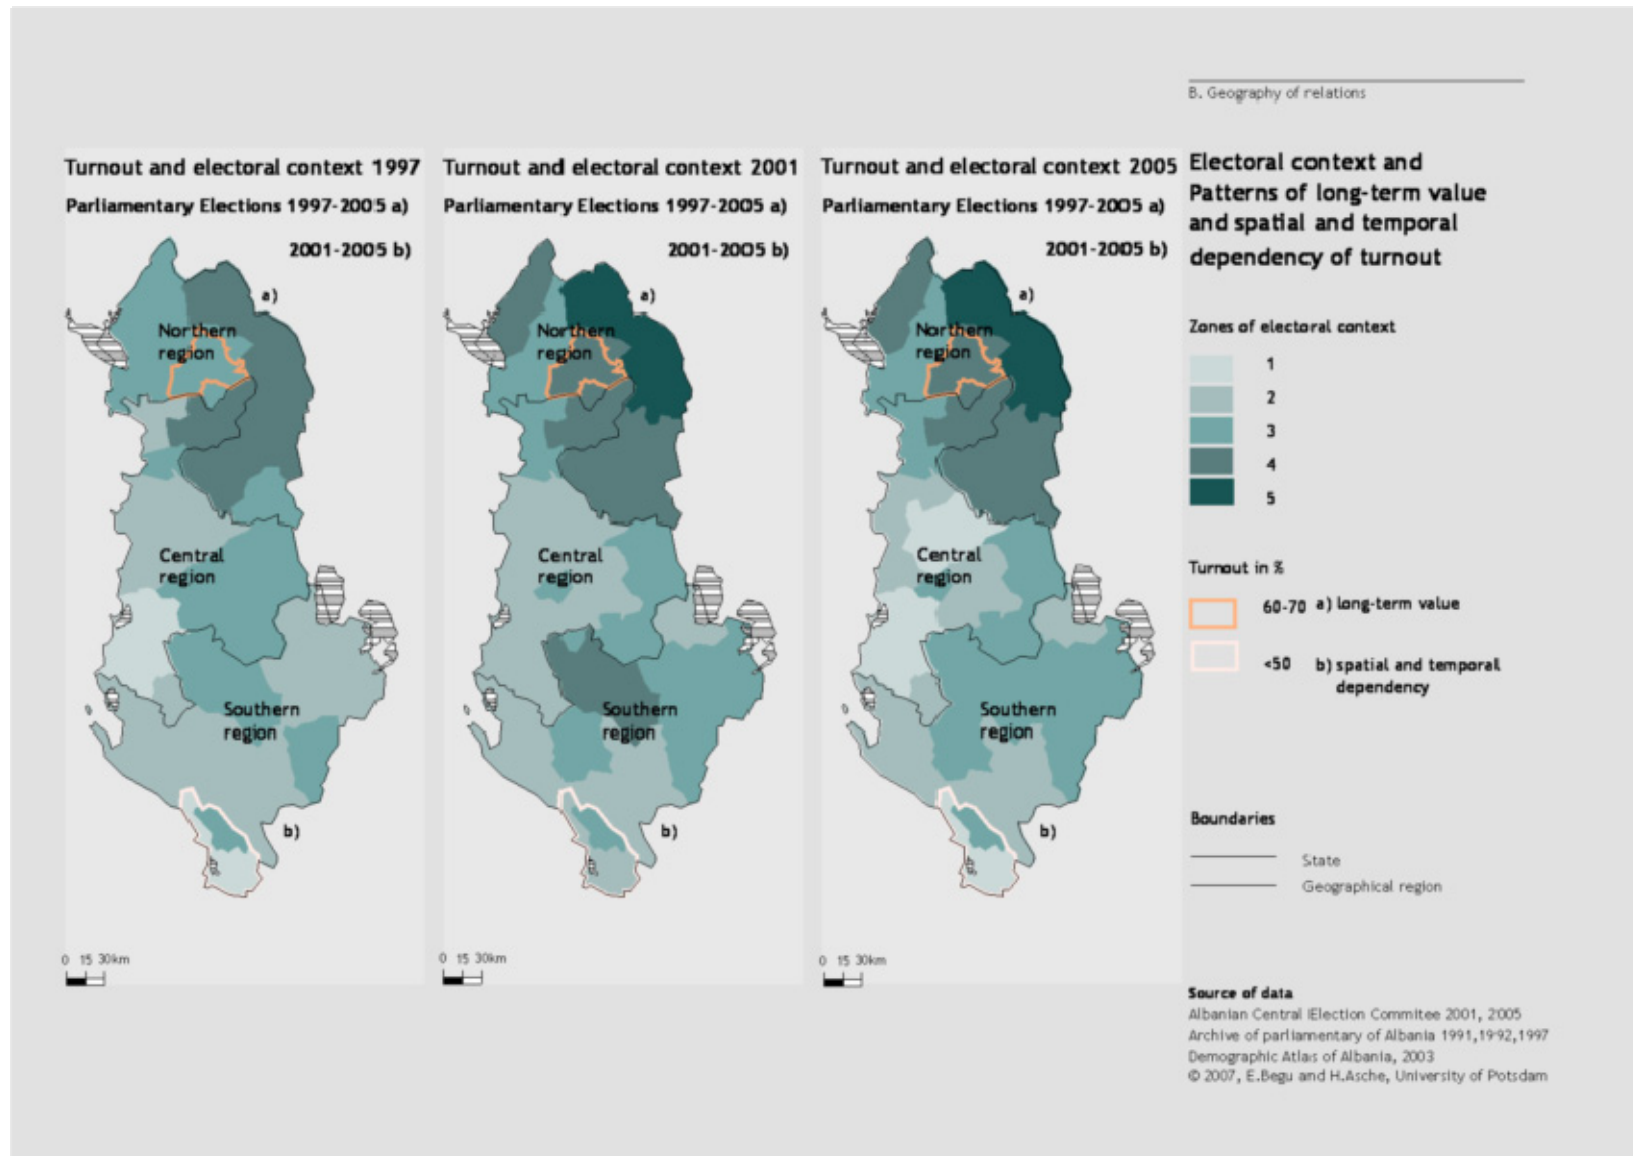 B. Geography of relations
Turnout and electoral context 1997
Parliamentary Elections 1997-2005 a)
2001-2005 b)
a)
Northern
region
Central
region
Southern
region
b)
0 15 30km
Turnout and electoral context 2001
Parliamentary Elections 1997-2005 a)
2001-2005 b)
a)
Northern
region
Central
region
Southern
region
b)
0 15 30km
Turnout and electoral context 2005
Parliamentary Elections 1997-2005 a)
2001-2005 b)
a)
Northern
region
Central
region
Southern
region
b)
0 15 30km
Electoral context and
Patterns of long-term value
and spatial and temporal
dependency of turnout
Zones of electoral context
1
2
3
4
5
Turnout in %
60-70 a) long-term value
<50 b) spatial and temporal
dependency
Boundaries
State
Geographical region
Source of data
Albanian Central Election Commitee 2001, 2005
Archive of parliamentary of Albania 1991,1992,1997
Demographic Atlas of Albania, 2003
© 2007, E.Begu and H.Asche, University of Potsdam